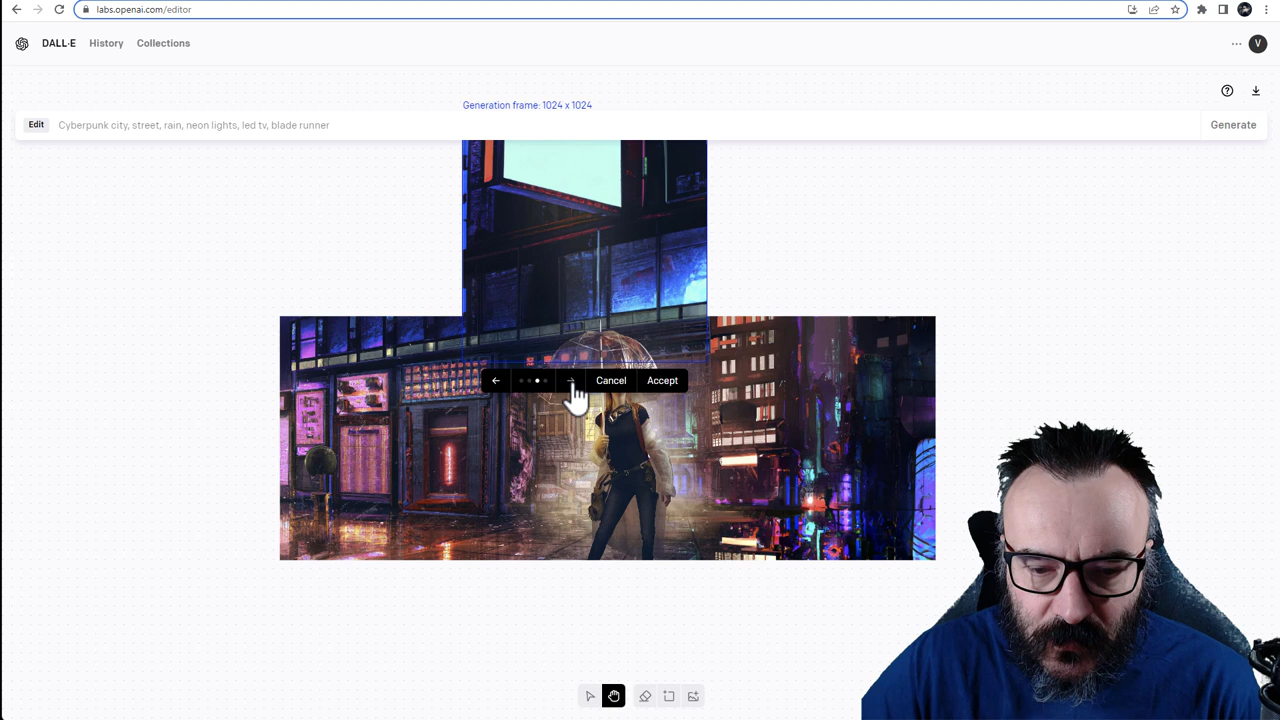 labs.openai.com/editor
DALL·E History Collections
V
Generation frame: 1024 x 1024
Edit Cyberpunk city, street, rain, neon lights, led tv, blade runner Generate
Cancel Accept